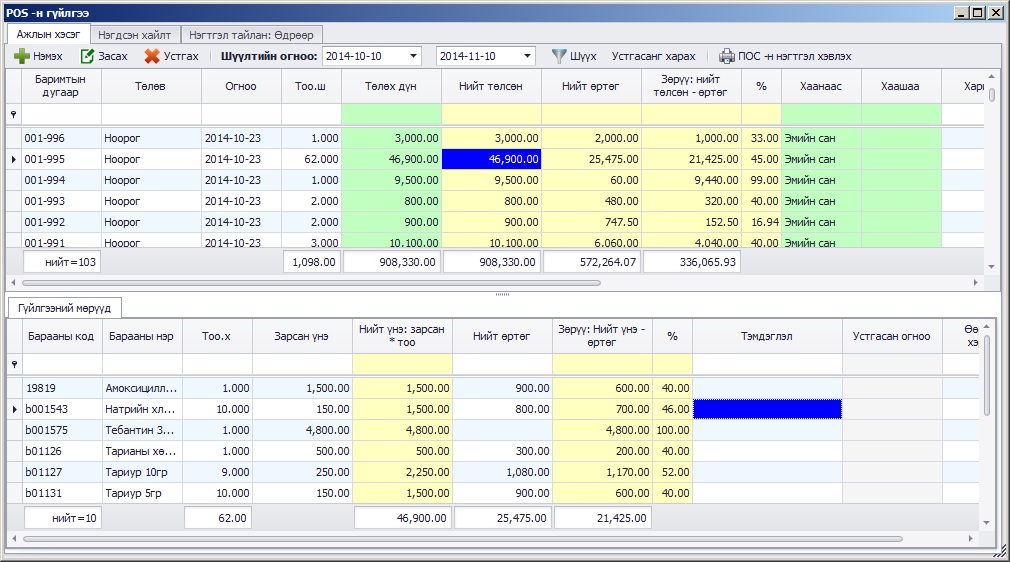 POS -н гүйлгээ
Ажлын хэсэг Нэгдсэн хайлт Нэгтгэл тайлан: Өдрөөр
Нэмэх Засах Устгах Шүүлтийн огноо: 2014-10-10 2014-11-10 Шүүх Устгасанг харах ПОС -н нэгтгэл хэвлэх
Баримтын дугаар Төлөв Огноо Тоо.ш Төлөх дүн Нийт төлсөн Нийт өртөг Зөрүү: нийт төлсөн - өртөг % Хаанаас Хаашаа
001-996 Ноорог 2014-10-23 1.000 3,000.00 3,000.00 2,000.00 1,000.00 33.00 Эмийн сан
001-995 Ноорог 2014-10-23 62.000 46,900.00 46,900.00 25,475.00 21,425.00 45.00 Эмийн сан
001-994 Ноорог 2014-10-23 1.000 9,500.00 9,500.00 60.00 9,440.00 99.00 Эмийн сан
001-993 Ноорог 2014-10-23 2.000 800.00 800.00 480.00 320.00 40.00 Эмийн сан
001-992 Ноорог 2014-10-23 2.000 900.00 900.00 747.50 152.50 16.94 Эмийн сан
001-991 Ноорог 2014-10-23 3.000 10,100.00 10,100.00 6,060.00 4,040.00 40.00 Эмийн сан
нийт=103 1,098.00 908,330.00 908,330.00 572,264.07 336,065.93
Гүйлгээний мөрүүд
Барааны код Барааны нэр Тоо.х Зарсан үнэ Нийт үнэ: зарсан * тоо Нийт өртөг Зөрүү: Нийт үнэ - өртөг % Тэмдэглэл Устгасан огноо
19819 Амоксицилл... 1.000 1,500.00 1,500.00 900.00 600.00 40.00
b001543 Натрийн хл... 10.000 150.00 1,500.00 800.00 700.00 46.00
b001575 Тебантин 3... 1.000 4,800.00 4,800.00 4,800.00 100.00
b01126 Тарианы хө... 1.000 500.00 500.00 300.00 200.00 40.00
b01127 Тариур 10гр 9.000 250.00 2,250.00 1,080.00 1,170.00 52.00
b01131 Тариур 5гр 10.000 150.00 1,500.00 900.00 600.00 40.00
нийт=10 62.00 46,900.00 25,475.00 21,425.00